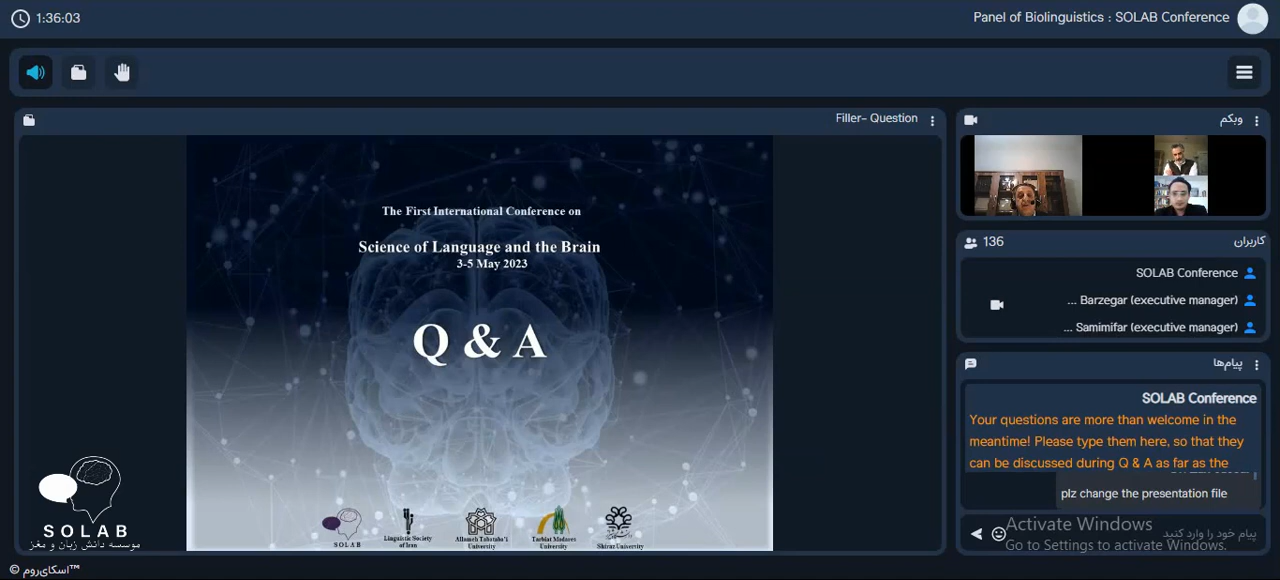 1:36:03
Panel of Biolinguistics : SOLAB Conference
Filler- Question
The First International Conference on
Science of Language and the Brain
3-5 May 2023
Q & A
SOLAB
موسسه دانش زبان و مغز
SOLAB
Linguistic Society
of Iran
Allameh Tabataba'i
University
Tarbiat Modares
University
Shiraz University
وبکم
136
کاربران
SOLAB Conference
... Barzegar (executive manager)
... Samimifar (executive manager)
پیام‌ها
SOLAB Conference
Your questions are more than welcome in the
meantime! Please type them here, so that they
can be discussed during Q & A as far as the
plz change the presentation file
پیام خود را وارد کنید
Activate Windows
Go to Settings to activate Windows.
© اسکای‌روم™